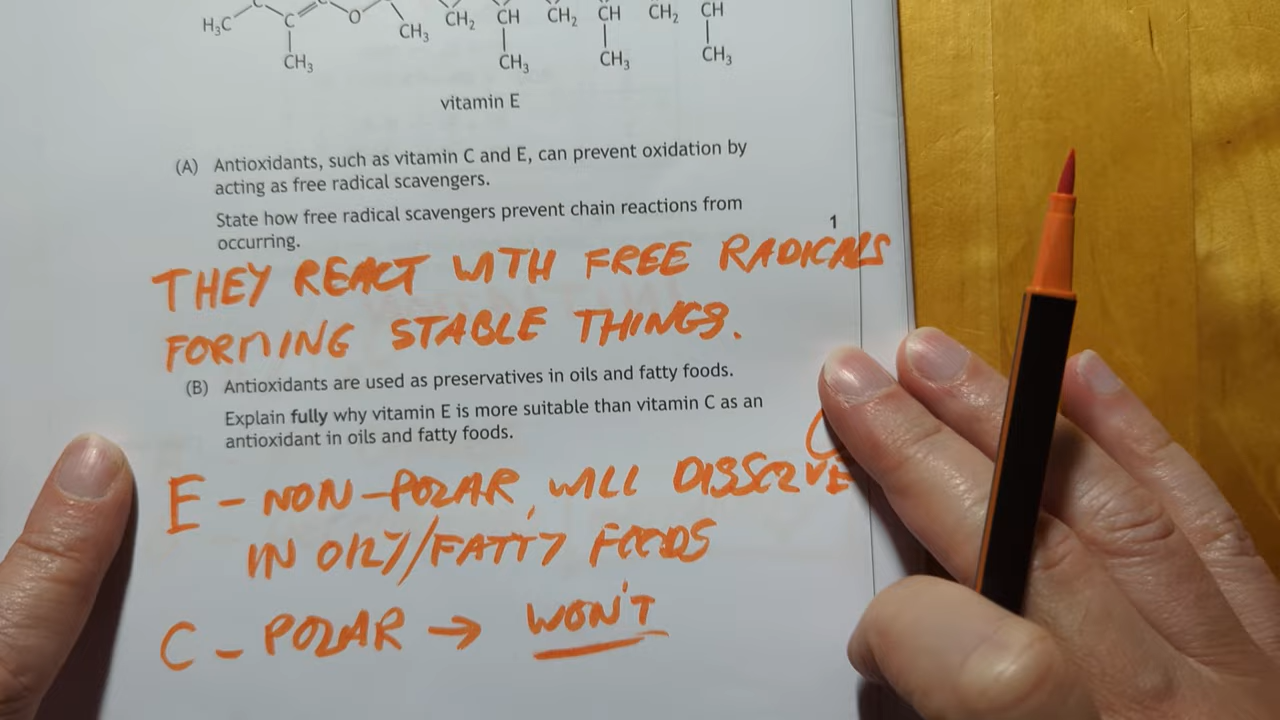 H₃C C O CH₃ CH₂ CH CH₂ CH CH₂ CH
CH₃ CH₃ CH₃ CH₃
vitamin E
(A) Antioxidants, such as vitamin C and E, can prevent oxidation by
acting as free radical scavengers.
State how free radical scavengers prevent chain reactions from
occurring.
1
THEY REACT WITH FREE RADICALS
FORMING STABLE THINGS.
(B) Antioxidants are used as preservatives in oils and fatty foods.
Explain fully why vitamin E is more suitable than vitamin C as an
antioxidant in oils and fatty foods.
E - NON-POLAR, WILL DISSOLVE
IN OILY/FATTY FOODS
C - POLAR → WON'T